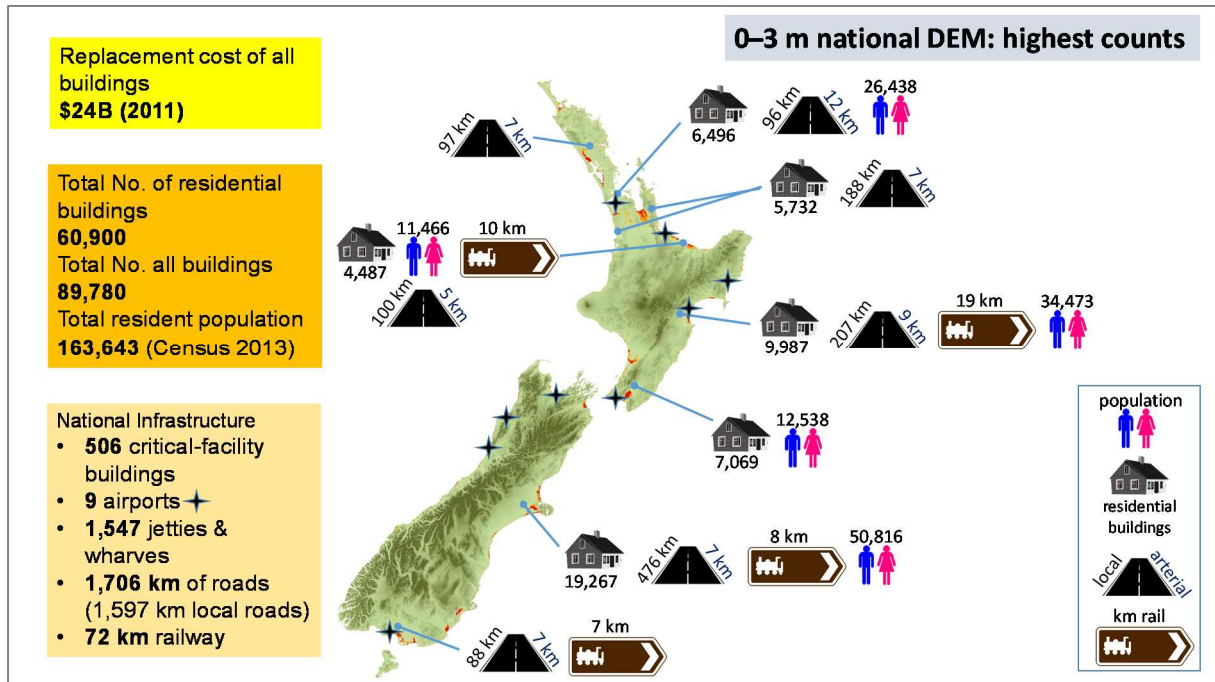 0–3 m national DEM: highest counts
Replacement cost of all
buildings
$24B (2011)
Total No. of residential
buildings
60,900
Total No. all buildings
89,780
Total resident population
163,643 (Census 2013)
National Infrastructure
• 506 critical-facility
buildings
• 9 airports
• 1,547 jetties &
wharves
• 1,706 km of roads
(1,597 km local roads)
• 72 km railway
97 km
7 km
6,496
96 km
12 km
26,438
5,732
188 km
7 km
4,487
11,466
10 km
100 km
5 km
9,987
207 km
9 km
19 km
34,473
7,069
12,538
19,267
476 km
7 km
8 km
50,816
88 km
7 km
7 km
population
residential
buildings
local
arterial
km rail